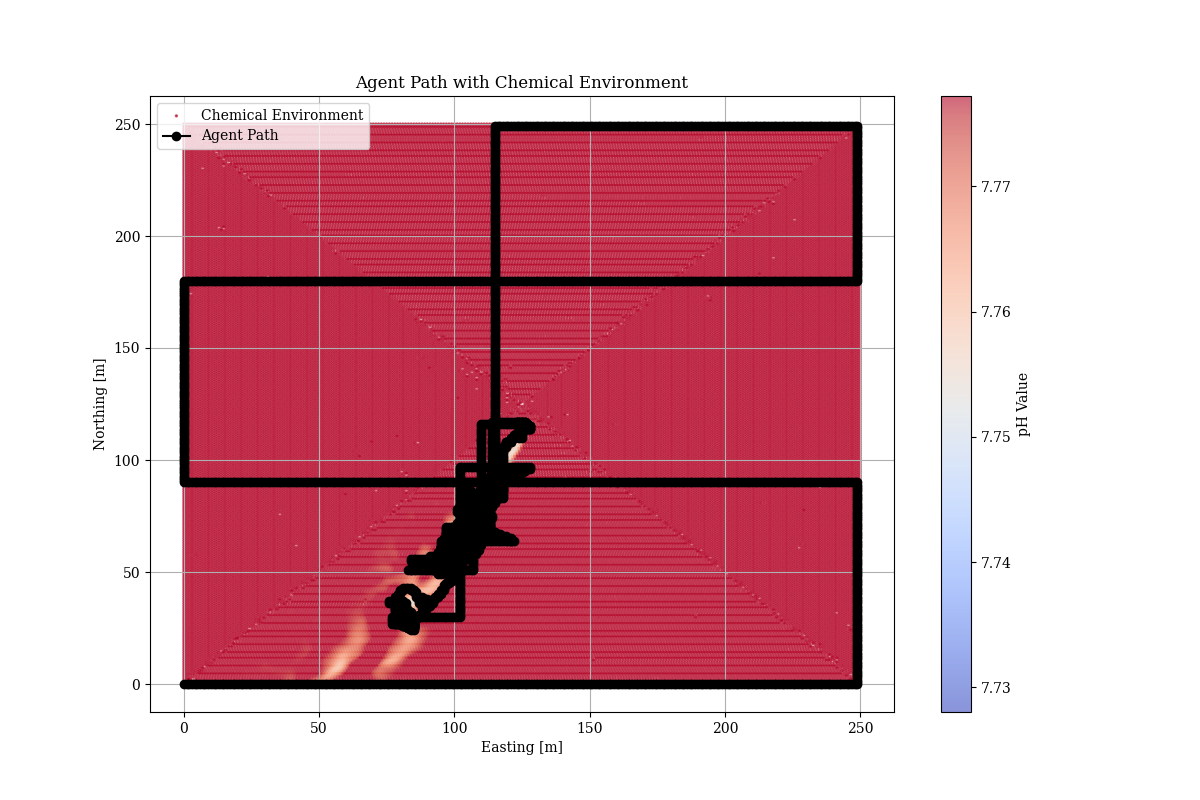 Agent Path with Chemical Environment
Chemical Environment
Agent Path
250
200
150
100
50
0
Northing [m]
0 50 100 150 200 250
Easting [m]
7.77
7.76
7.75
7.74
7.73
pH Value